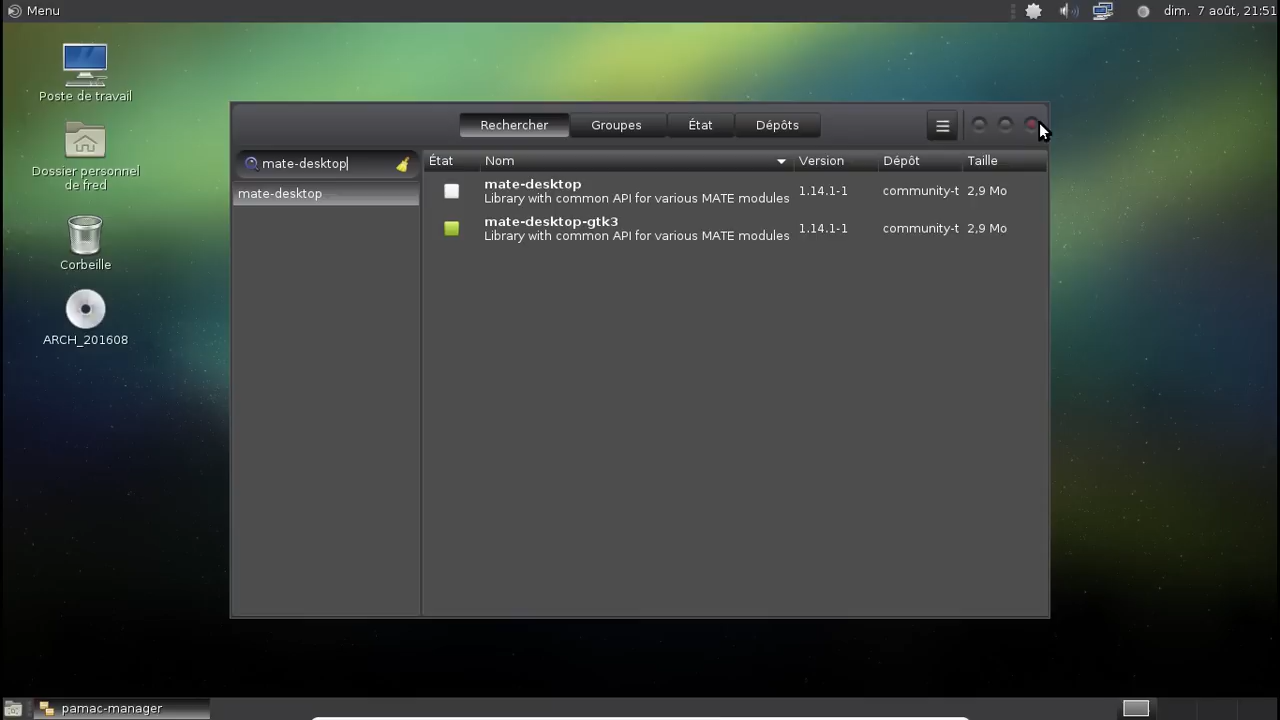 Menu
dim. 7 août, 21:51
Poste de travail
Dossier personnel
de fred
Corbeille
ARCH_201608
Rechercher Groupes État Dépôts
mate-desktop
mate-desktop
État Nom Version Dépôt Taille
mate-desktop
Library with common API for various MATE modules 1.14.1-1 community-t 2,9 Mo
mate-desktop-gtk3
Library with common API for various MATE modules 1.14.1-1 community-t 2,9 Mo
pamac-manager